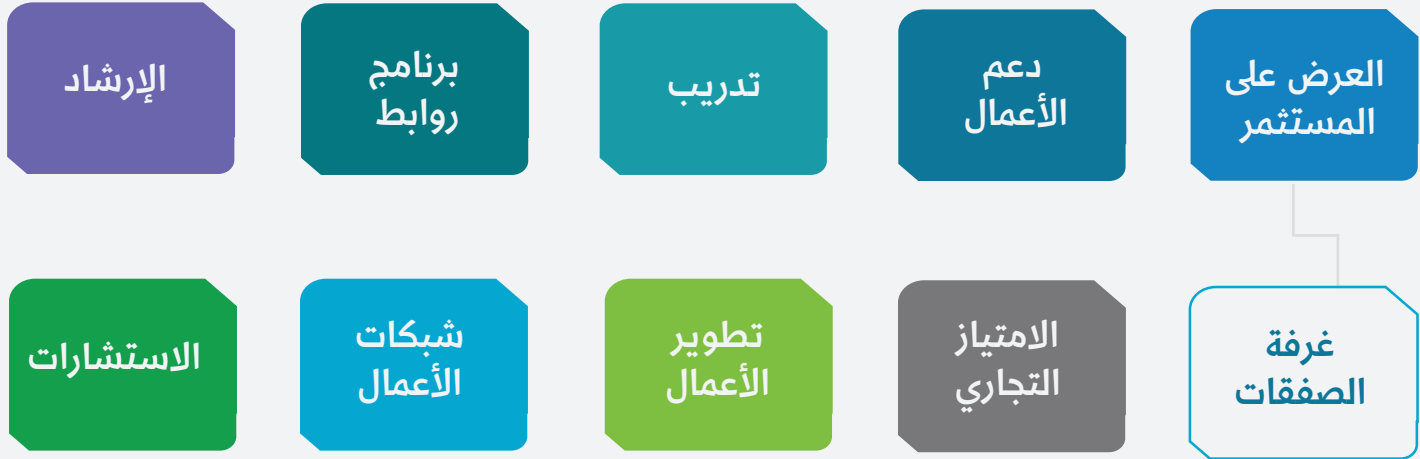 العرض على
المستثمر
دعم
الأعمال
تدريب
برنامج
روابط
الإرشاد
غرفة
الصفقات
الامتياز
التجاري
تطوير
الأعمال
شبكات
الأعمال
الاستشارات